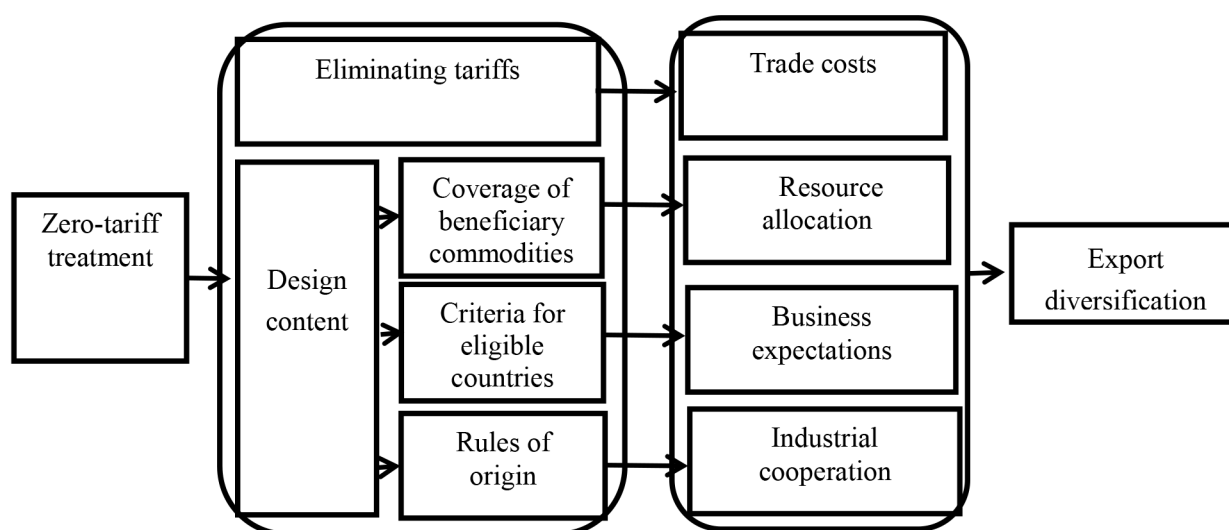 Zero-tariff
treatment
Eliminating tariffs
Design
content
Coverage of
beneficiary
commodities
Criteria for
eligible
countries
Rules of
origin
Trade costs
Resource
allocation
Business
expectations
Industrial
cooperation
Export
diversification